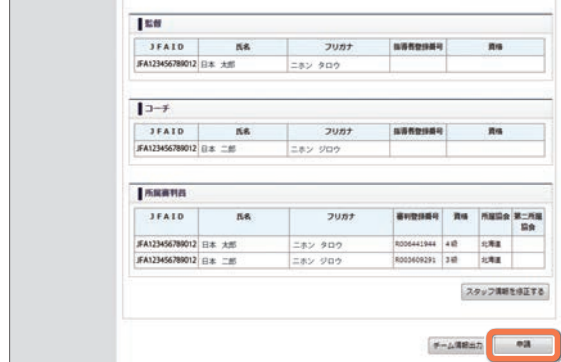 監督
JFAID 氏名 フリガナ 指導者登録番号 資格
JFA123456789012 日本 太郎 ニホン タロウ
コーチ
JFAID 氏名 フリガナ 指導者登録番号 資格
JFA123456789012 日本 二郎 ニホン ジロウ
所属審判員
JFAID 氏名 フリガナ 審判登録番号 資格 所属協会 第二所属協会
JFA123456789012 日本 太郎 ニホン タロウ R006441944 4級 北海道
JFA123456789012 日本 二郎 ニホン ジロウ R003609291 3級 北海道
スタッフ情報を修正する
チーム情報出力 申請